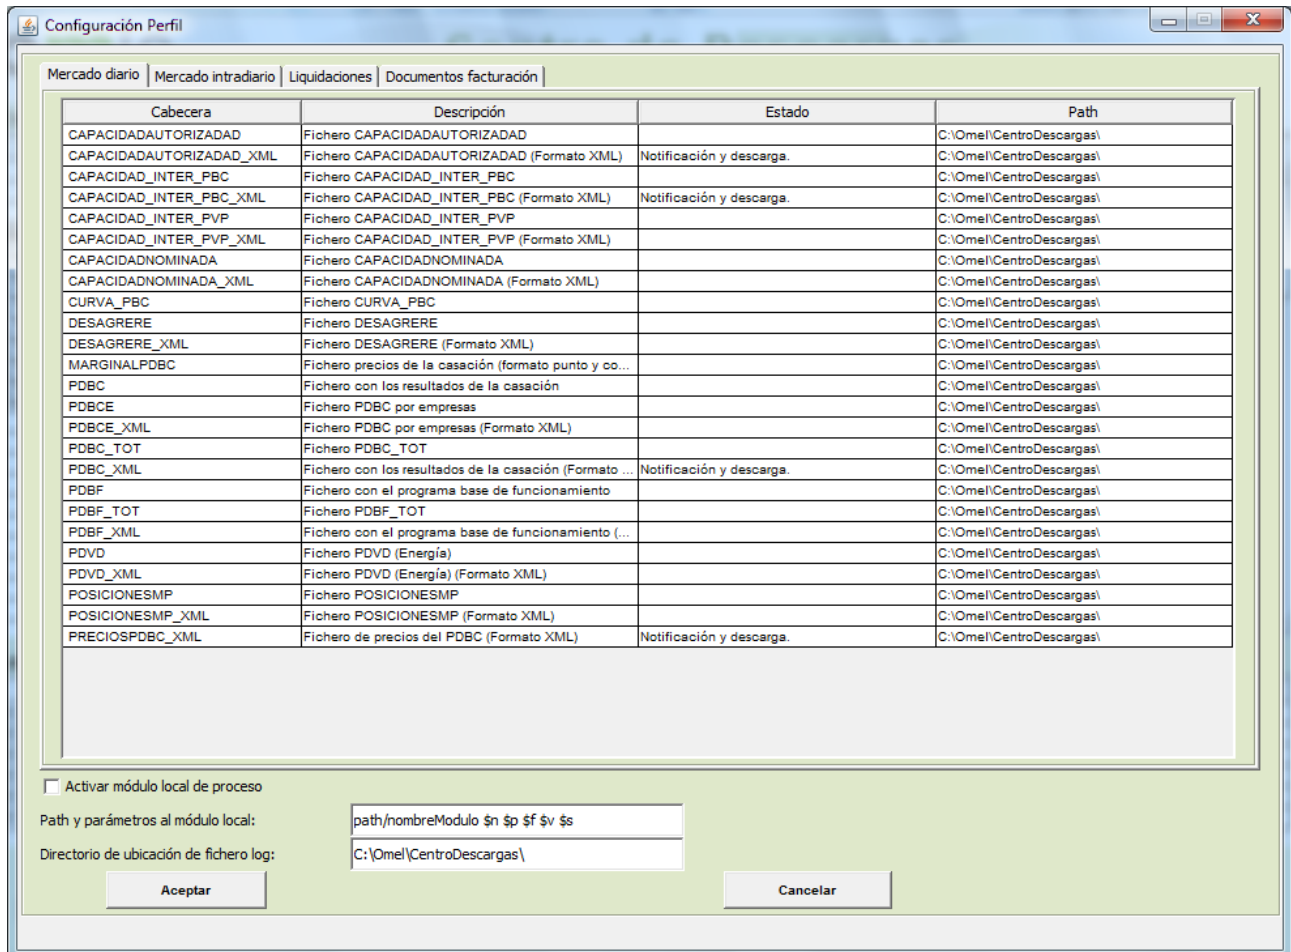 Configuración Perfil
Mercado diario Mercado intradiario Liquidaciones Documentos facturación
Cabecera Descripción Estado Path
CAPACIDADAUTORIZADAD Fichero CAPACIDADAUTORIZADAD C:\Omel\CentroDescargas\
CAPACIDADAUTORIZADAD_XML Fichero CAPACIDADAUTORIZADAD (Formato XML) Notificación y descarga. C:\Omel\CentroDescargas\
CAPACIDAD_INTER_PBC Fichero CAPACIDAD_INTER_PBC C:\Omel\CentroDescargas\
CAPACIDAD_INTER_PBC_XML Fichero CAPACIDAD_INTER_PBC (Formato XML) Notificación y descarga. C:\Omel\CentroDescargas\
CAPACIDAD_INTER_PVP Fichero CAPACIDAD_INTER_PVP C:\Omel\CentroDescargas\
CAPACIDAD_INTER_PVP_XML Fichero CAPACIDAD_INTER_PVP (Formato XML) C:\Omel\CentroDescargas\
CAPACIDADNOMINADA Fichero CAPACIDADNOMINADA C:\Omel\CentroDescargas\
CAPACIDADNOMINADA_XML Fichero CAPACIDADNOMINADA (Formato XML) C:\Omel\CentroDescargas\
CURVA_PBC Fichero CURVA_PBC C:\Omel\CentroDescargas\
DESAGRERE Fichero DESAGRERE C:\Omel\CentroDescargas\
DESAGRERE_XML Fichero DESAGRERE (Formato XML) C:\Omel\CentroDescargas\
MARGINALPDBC Fichero precios de la casación (formato punto y co... C:\Omel\CentroDescargas\
PDBC Fichero con los resultados de la casación C:\Omel\CentroDescargas\
PDBCE Fichero PDBC por empresas C:\Omel\CentroDescargas\
PDBCE_XML Fichero PDBC por empresas (Formato XML) C:\Omel\CentroDescargas\
PDBC_TOT Fichero PDBC_TOT C:\Omel\CentroDescargas\
PDBC_XML Fichero con los resultados de la casación (Formato ... Notificación y descarga. C:\Omel\CentroDescargas\
PDBF Fichero con el programa base de funcionamiento C:\Omel\CentroDescargas\
PDBF_TOT Fichero PDBF_TOT C:\Omel\CentroDescargas\
PDBF_XML Fichero con el programa base de funcionamiento (... C:\Omel\CentroDescargas\
PDVD Fichero PDVD (Energía) C:\Omel\CentroDescargas\
PDVD_XML Fichero PDVD (Energía) (Formato XML) C:\Omel\CentroDescargas\
POSICIONESMP Fichero POSICIONESMP C:\Omel\CentroDescargas\
POSICIONESMP_XML Fichero POSICIONESMP (Formato XML) C:\Omel\CentroDescargas\
PRECIOSPDBC_XML Fichero de precios del PDBC (Formato XML) Notificación y descarga. C:\Omel\CentroDescargas\
Activar módulo local de proceso
Path y parámetros al módulo local: path/nombreModulo $n $p $f $v $s
Directorio de ubicación de fichero log: C:\Omel\CentroDescargas\
Aceptar Cancelar